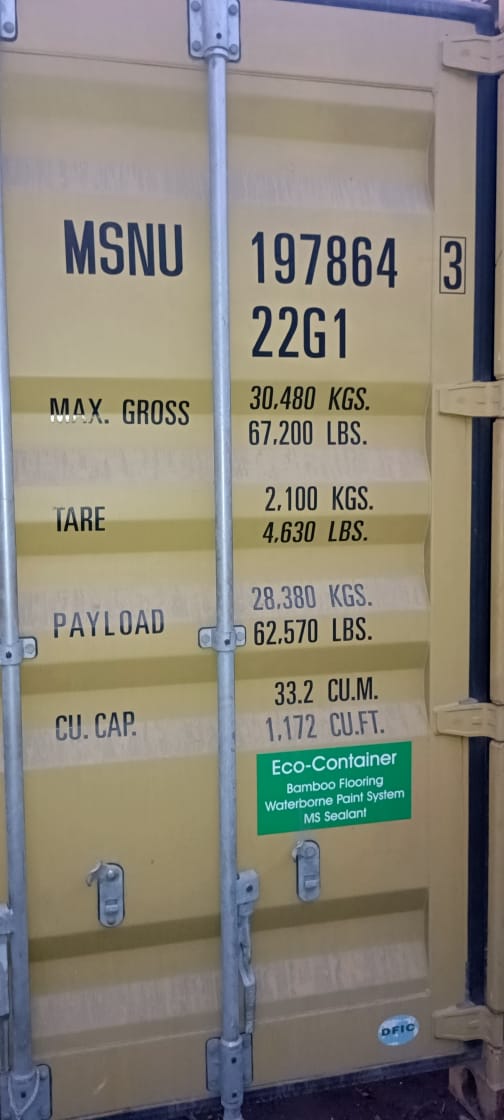 MSNU 197864 3
22G1
MAX. GROSS 30,480 KGS.
67,200 LBS.
TARE 2,100 KGS.
4,630 LBS.
PAYLOAD 28,380 KGS.
62,570 LBS.
33.2 CU.M.
CU. CAP. 1,172 CU.FT.
Eco-Container
Bamboo Flooring
Waterborne Paint System
MS Sealant
DFIC